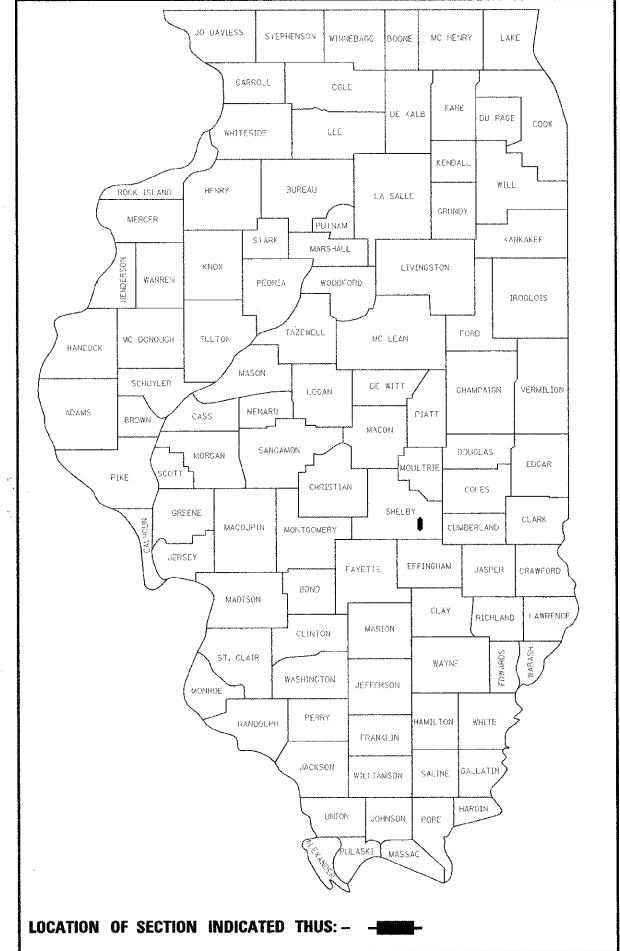 JO DAVIESS STEPHENSON WINNEBAGO BOONE MC HENRY LAKE
CARROLL OGLE DE KALB KANE DU PAGE COOK
WHITESIDE LEE
KENDALL
ROCK ISLAND HENRY BUREAU LA SALLE WILL
MERCER PUTNAM GRUNDY
STARK MARSHALL KANKAKEE
HENDERSON WARREN KNOX LIVINGSTON
PEORIA WOODFORD IROQUOIS
HANCOCK MC DONOUGH FULTON TAZEWELL MC LEAN FORD
MASON
SCHUYLER DE WITT
ADAMS BROWN CASS MENARD LOGAN PIATT CHAMPAIGN VERMILION
MACON
PIKE SCOTT MORGAN SANGAMON MOULTRIE DOUGLAS EDGAR
CHRISTIAN COLES
CALHOUN GREENE MACOUPIN MONTGOMERY SHELBY CUMBERLAND CLARK
JERSEY
FAYETTE EFFINGHAM JASPER CRAWFORD
MADISON BOND
CLAY RICHLAND LAWRENCE
CLINTON MARION
ST. CLAIR WAYNE EDWARDS WABASH
WASHINGTON JEFFERSON
MONROE
RANDOLPH PERRY HAMILTON WHITE
FRANKLIN
JACKSON WILLIAMSON SALINE GALLATIN
UNION JOHNSON POPE HARDIN
ALEXANDER PULASKI MASSAC
LOCATION OF SECTION INDICATED THUS: –